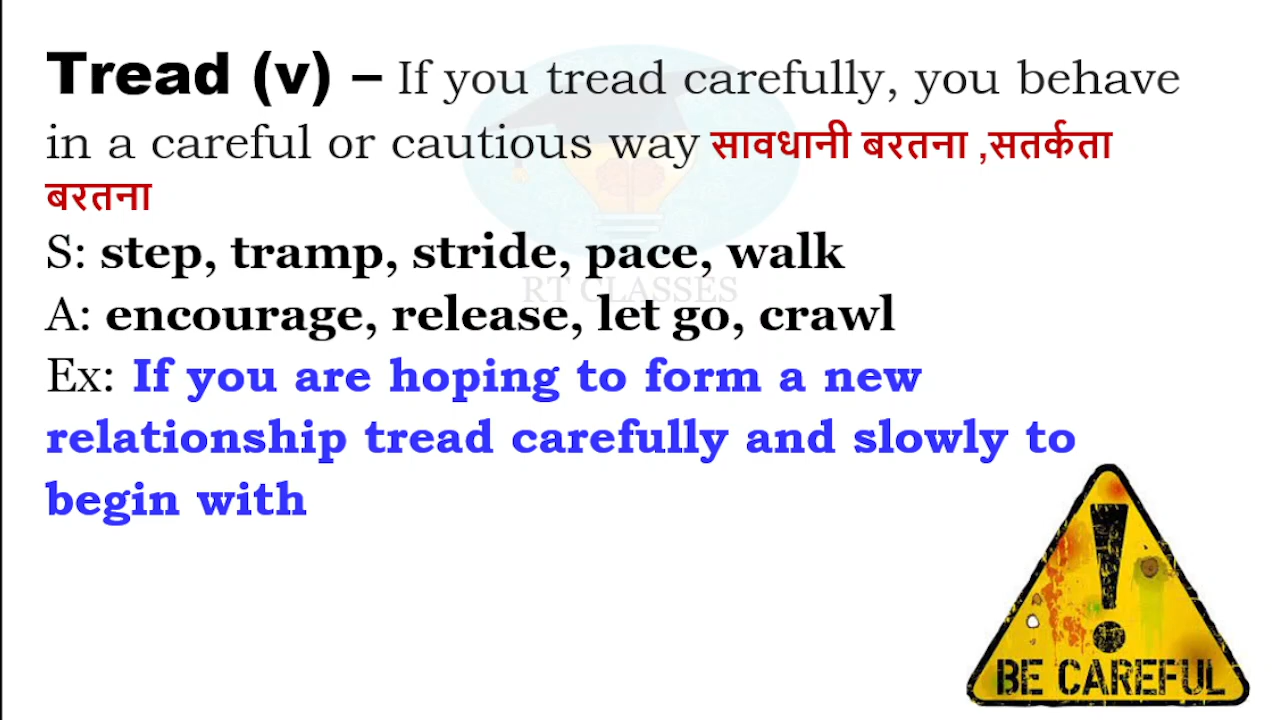 Tread (v) – If you tread carefully, you behave
in a careful or cautious way सावधानी बरतना ,सतर्कता
बरतना
S: step, tramp, stride, pace, walk
RT CLASSES
A: encourage, release, let go, crawl
Ex: If you are hoping to form a new
relationship tread carefully and slowly to
begin with
BE CAREFUL